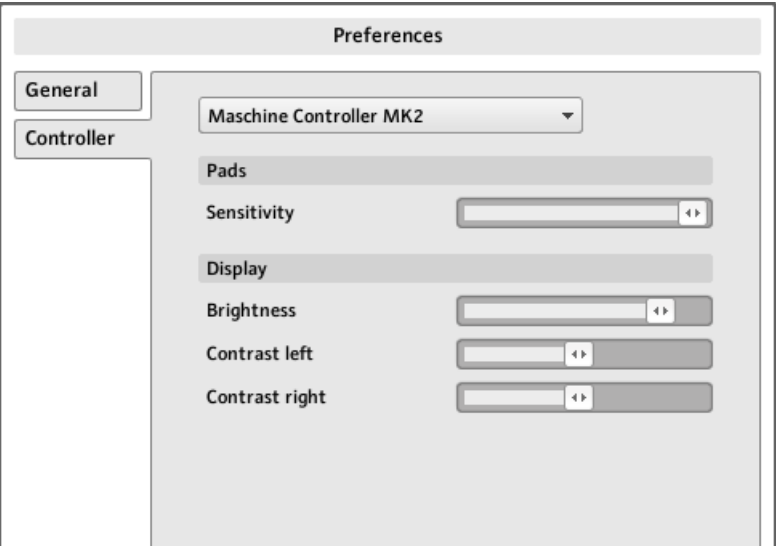 Preferences
General
Controller
Maschine Controller MK2
Pads
Sensitivity
Display
Brightness
Contrast left
Contrast right